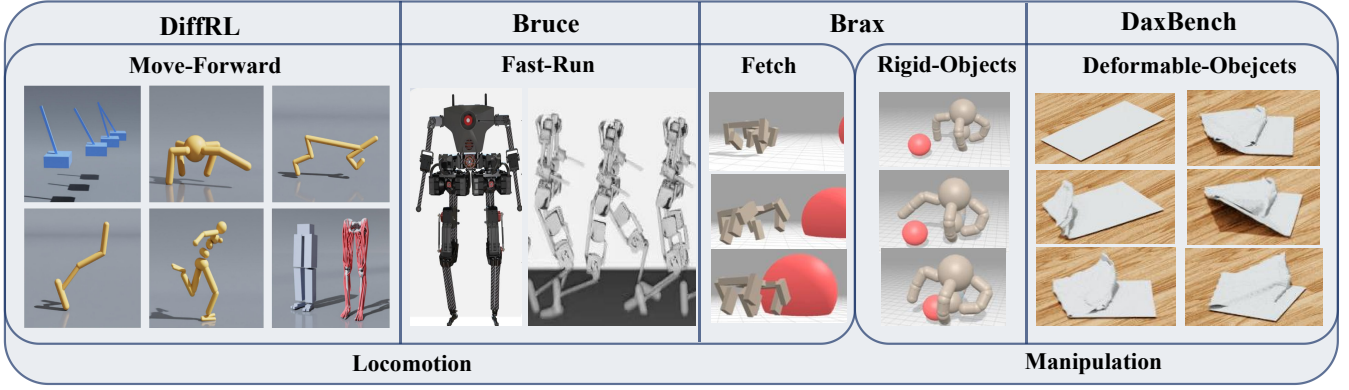 DiffRL
Bruce
Brax
DaxBench
Move-Forward
Fast-Run
Fetch
Rigid-Objects
Deformable-Obejcets
Locomotion
Manipulation